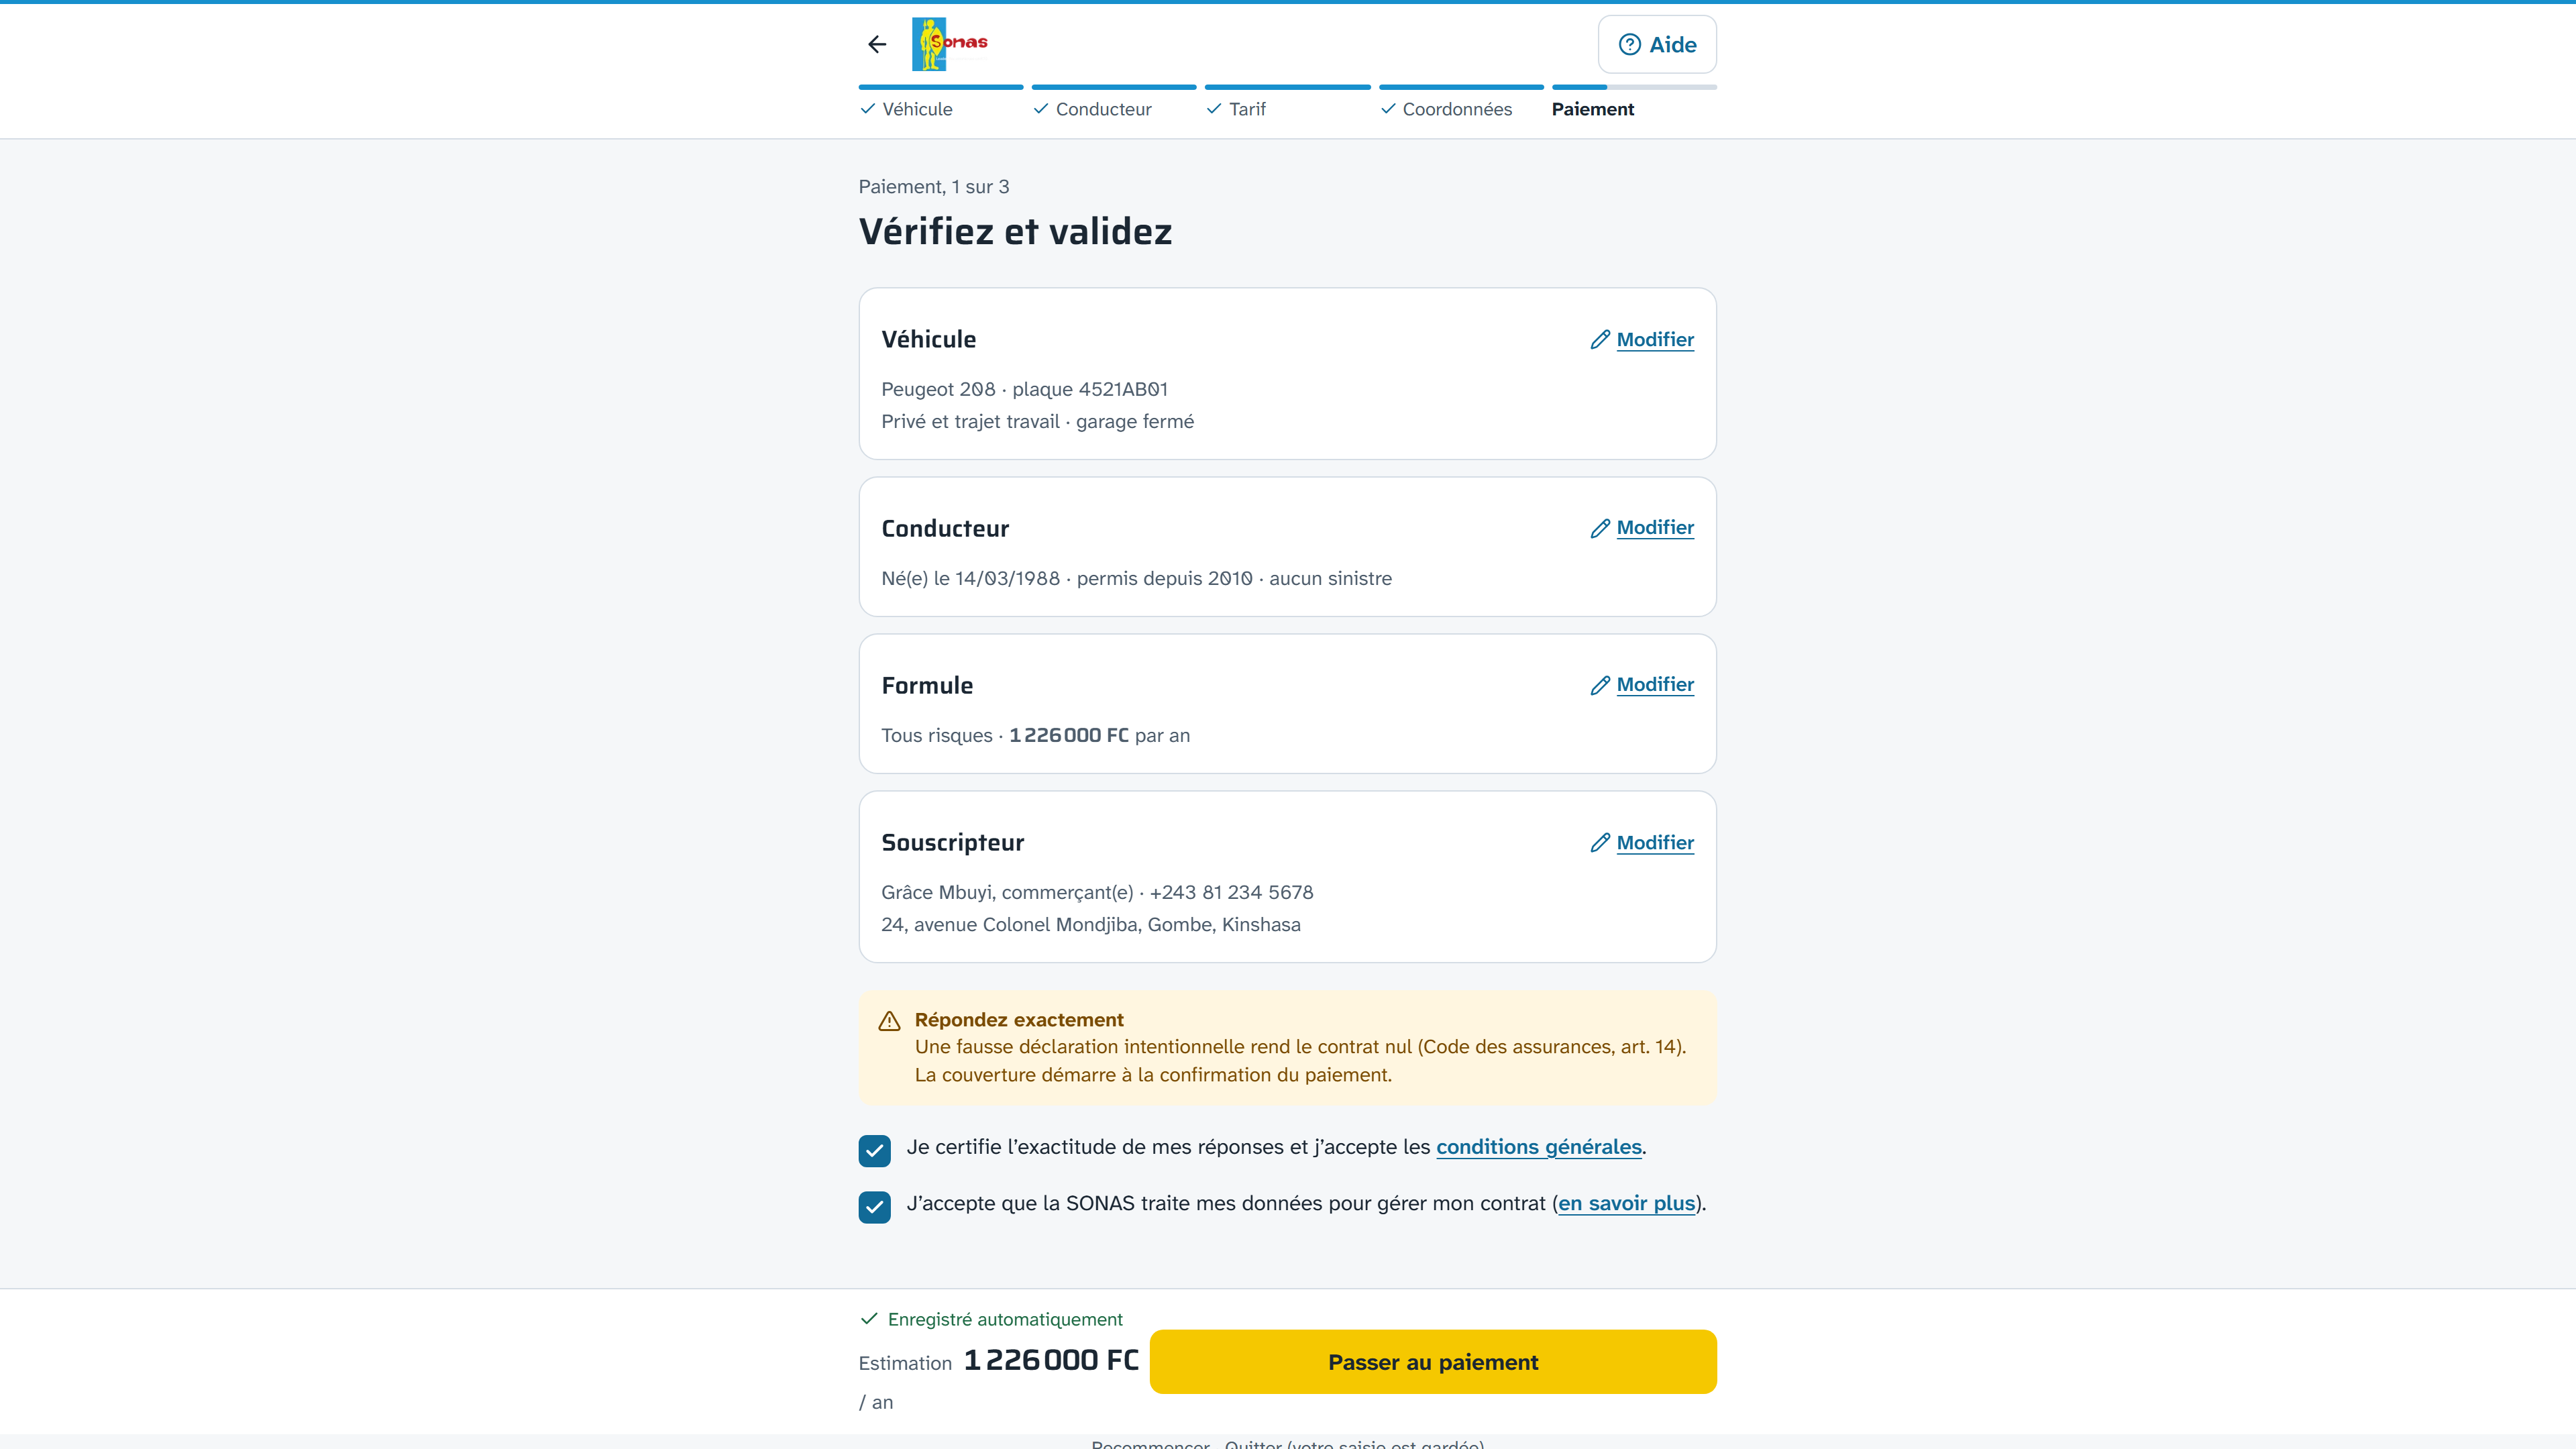 Sonas
Aide
Véhicule
Conducteur
Tarif
Coordonnées
Paiement
Paiement, 1 sur 3
Vérifiez et validez
Véhicule
Modifier
Peugeot 208 · plaque 4521AB01
Privé et trajet travail · garage fermé
Conducteur
Modifier
Né(e) le 14/03/1988 · permis depuis 2010 · aucun sinistre
Formule
Modifier
Tous risques · 1 226 000 FC par an
Souscripteur
Modifier
Grâce Mbuyi, commerçant(e) · +243 81 234 5678
24, avenue Colonel Mondjiba, Gombe, Kinshasa
Répondez exactement
Une fausse déclaration intentionnelle rend le contrat nul (Code des assurances, art. 14).
La couverture démarre à la confirmation du paiement.
Je certifie l’exactitude de mes réponses et j’accepte les conditions générales.
J’accepte que la SONAS traite mes données pour gérer mon contrat (en savoir plus).
Enregistré automatiquement
Estimation 1 226 000 FC
/ an
Passer au paiement
Recommencer · Quitter (votre saisie est gardée)